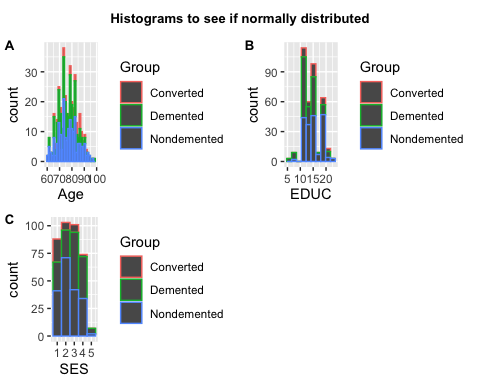 Histograms to see if normally distributed
A
count
30
20
10
0
60708090100
Age
Group
Converted
Demented
Nondemented
B
count
90
60
30
0
5 101520
EDUC
Group
Converted
Demented
Nondemented
C
count
100
75
50
25
0
1 2 3 4 5
SES
Group
Converted
Demented
Nondemented